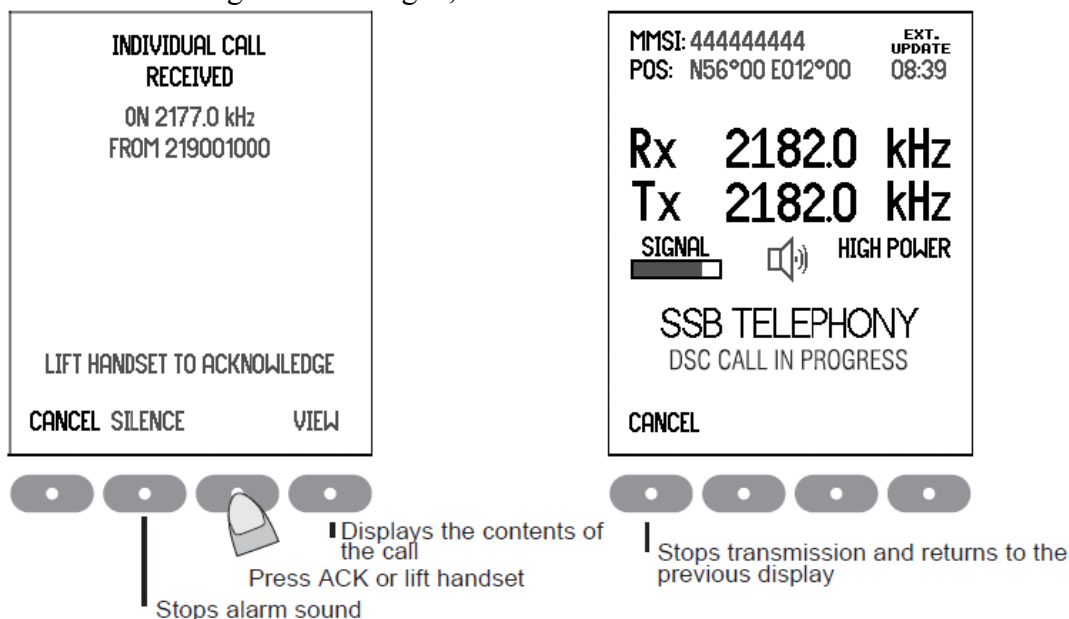 INDIVIDUAL CALL
RECEIVED
ON 2177.0 kHz
FROM 219001000
LIFT HANDSET TO ACKNOWLEDGE
CANCEL SILENCE VIEW
Displays the contents of
the call
Press ACK or lift handset
Stops alarm sound
MMSI: 444444444 EXT.
UPDATE
POS: N56°00 E012°00 08:39
Rx 2182.0 kHz
Tx 2182.0 kHz
SIGNAL HIGH POWER
SSB TELEPHONY
DSC CALL IN PROGRESS
CANCEL
Stops transmission and returns to the
previous display